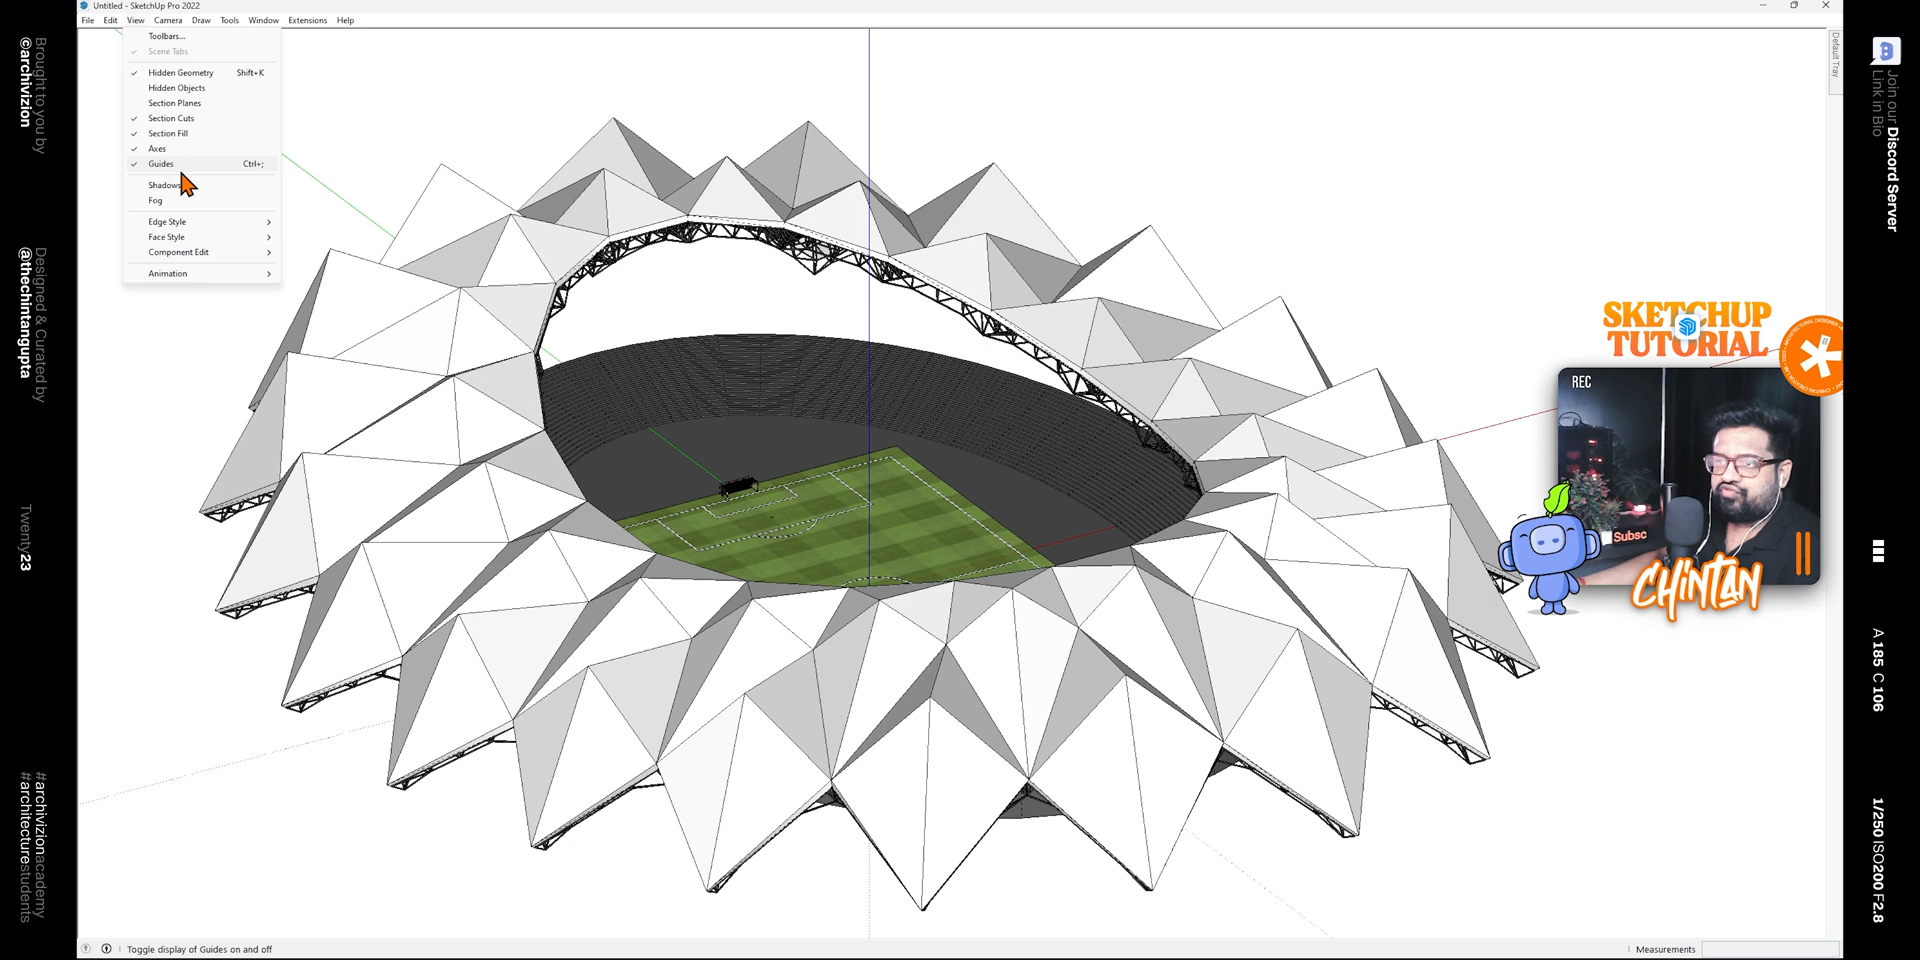 Untitled - SketchUp Pro 2022
File Edit View Camera Draw Tools Window Extensions Help
Toolbars...
Scene Tabs
Hidden Geometry Shift+K
Hidden Objects
Section Planes
Section Cuts
Section Fill
Axes
Guides Ctrl+;
Shadows
Fog
Edge Style
Face Style
Component Edit
Animation
Default Tray
Brought to you by
©archivizion
Designed & Curated by
@thechintangupta
Twenty23
#archivizionacademy
#architecturestudents
Join our Discord Server
Link in Bio
A 185 C 106
1/250 ISO200 F2.8
SKETCHUP
TUTORIAL
REC
Subsc
CHINTAN
Toggle display of Guides on and off
Measurements